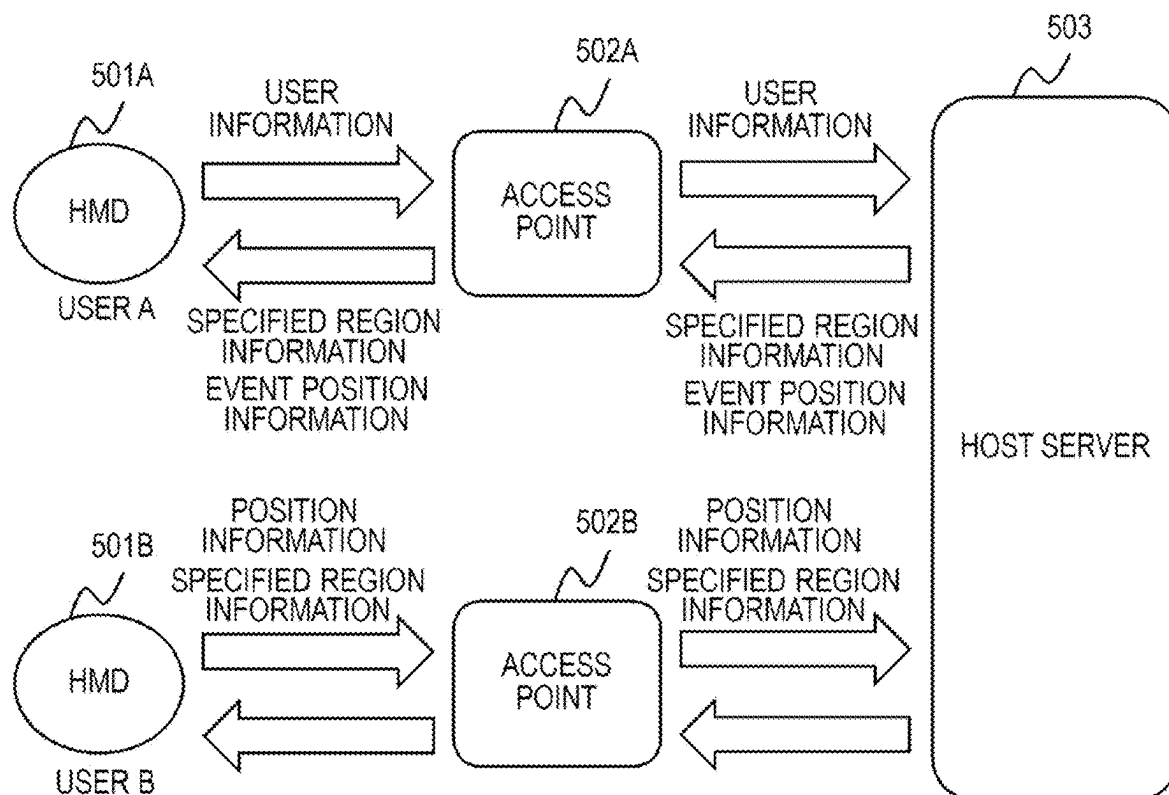 503
502A
501A
USER
INFORMATION
USER
INFORMATION
HMD
ACCESS
POINT
USER A
SPECIFIED REGION
INFORMATION
EVENT POSITION
INFORMATION
SPECIFIED REGION
INFORMATION
EVENT POSITION
INFORMATION
HOST SERVER
501B
POSITION
INFORMATION
SPECIFIED REGION
INFORMATION
502B
POSITION
INFORMATION
SPECIFIED REGION
INFORMATION
HMD
ACCESS
POINT
USER B